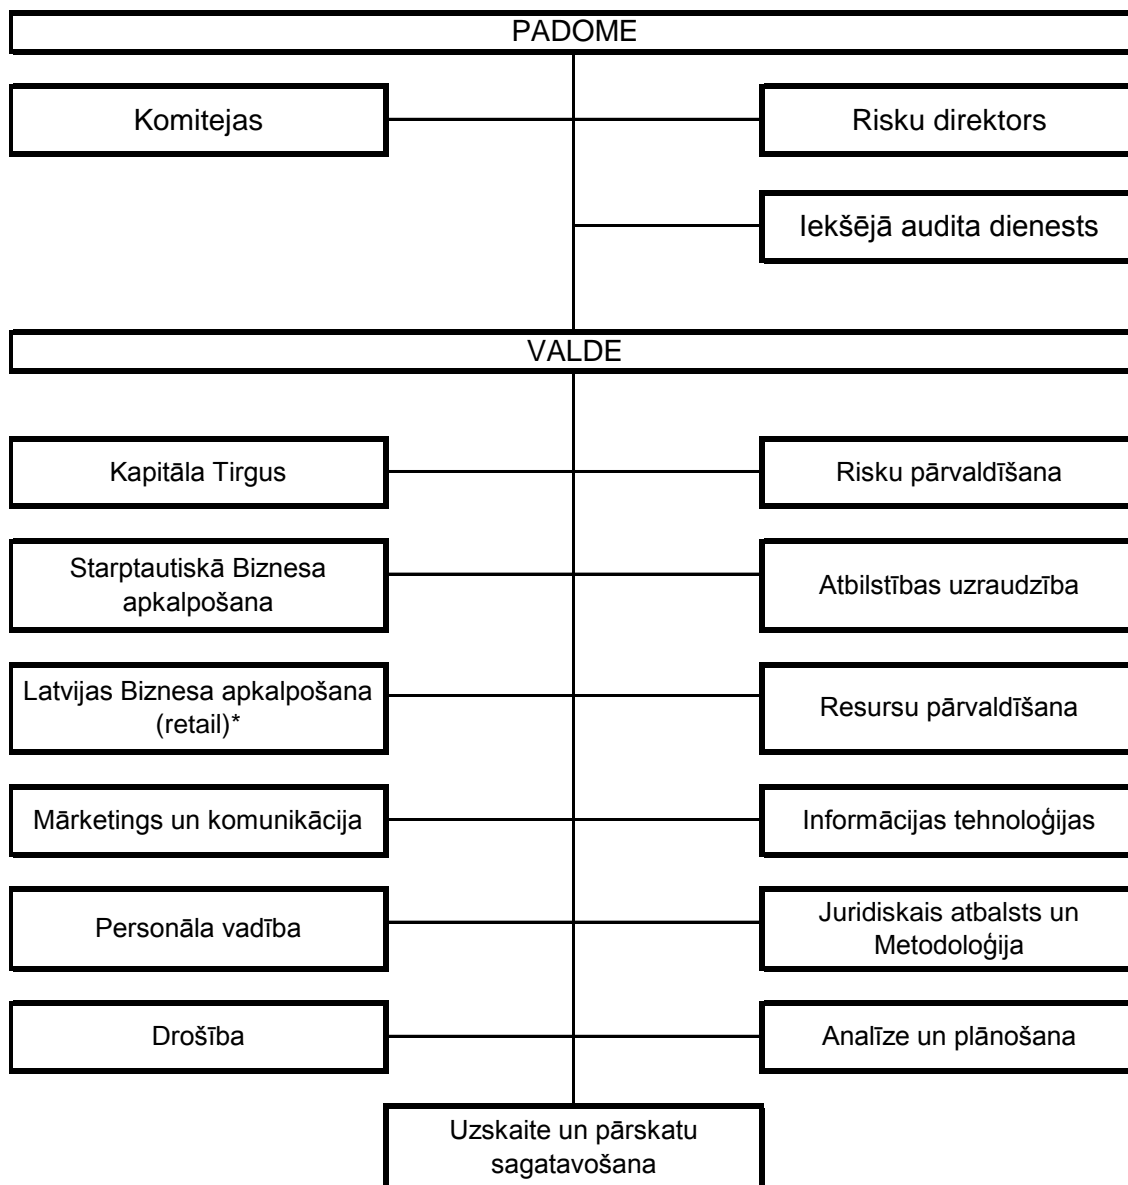 PADOME
Komitejas
Risku direktors
Iekšējā audita dienests
VALDE
Kapitāla Tirgus
Risku pārvaldīšana
Starptautiskā Biznesa
apkalpošana
Atbilstības uzraudzība
Latvijas Biznesa apkalpošana
(retail)*
Resursu pārvaldīšana
Mārketings un komunikācija
Informācijas tehnoloģijas
Personāla vadība
Juridiskais atbalsts un
Metodoloģija
Drošība
Analīze un plānošana
Uzskaite un pārskatu
sagatavošana